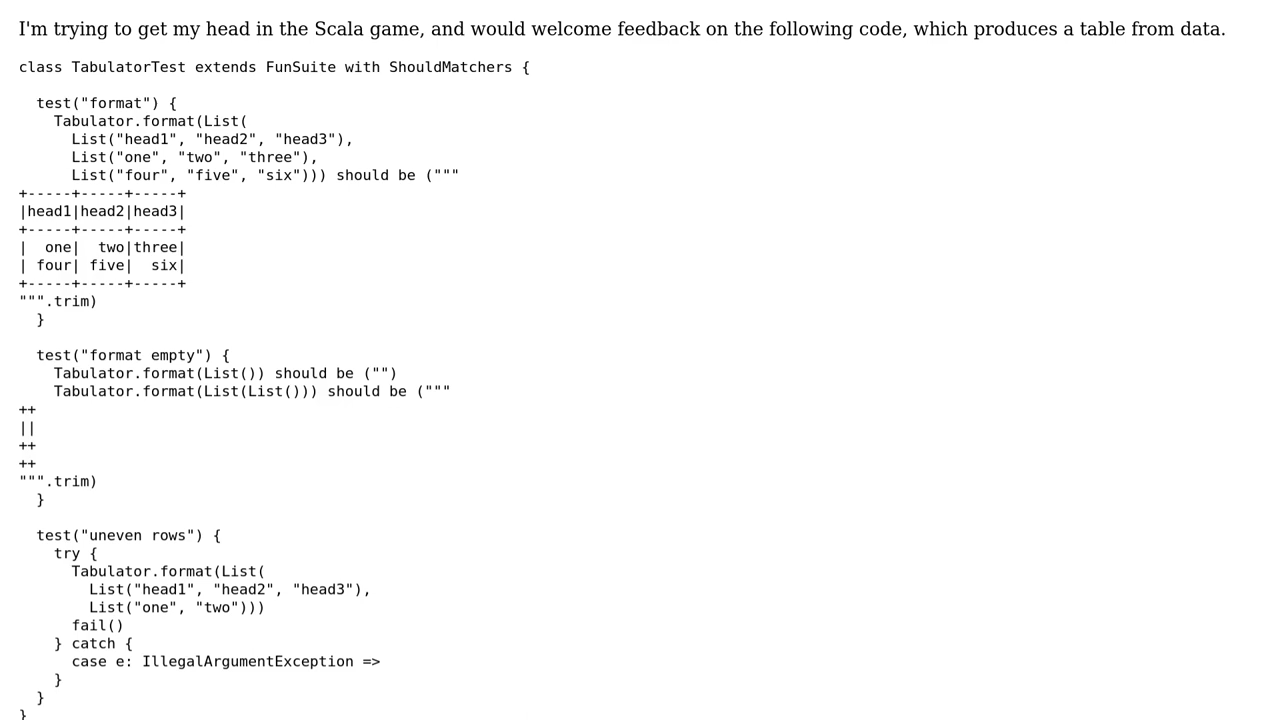 I'm trying to get my head in the Scala game, and would welcome feedback on the following code, which produces a table from data.
class TabulatorTest extends FunSuite with ShouldMatchers {

  test("format") {
    Tabulator.format(List(
      List("head1", "head2", "head3"),
      List("one", "two", "three"),
      List("four", "five", "six"))) should be ("""
+-----+-----+-----+
|head1|head2|head3|
+-----+-----+-----+
|  one|  two|three|
| four| five|  six|
+-----+-----+-----+
""".trim)
  }

  test("format empty") {
    Tabulator.format(List()) should be ("")
    Tabulator.format(List(List())) should be ("""
++
||
++
++
""".trim)
  }

  test("uneven rows") {
    try {
      Tabulator.format(List(
        List("head1", "head2", "head3"),
        List("one", "two")))
      fail()
    } catch {
      case e: IllegalArgumentException =>
    }
  }
}